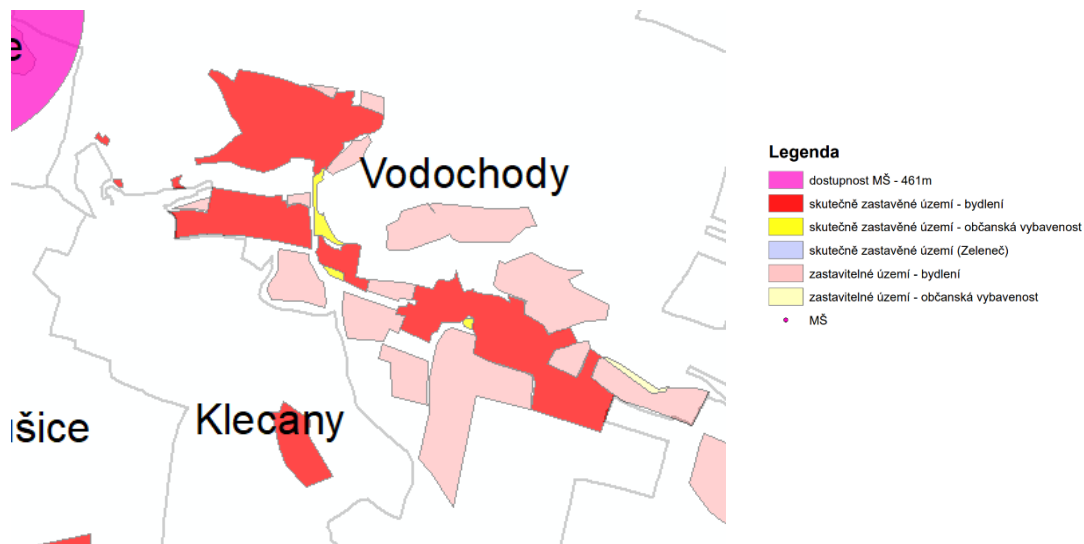 e
Vodochody
Klecany
šice
Legenda
dostupnost MŠ - 461m
skutečně zastavěné území - bydlení
skutečně zastavěné území - občanská vybavenost
skutečně zastavěné území (Zeleneč)
zastavitelné území - bydlení
zastavitelné území - občanská vybavenost
MŠ